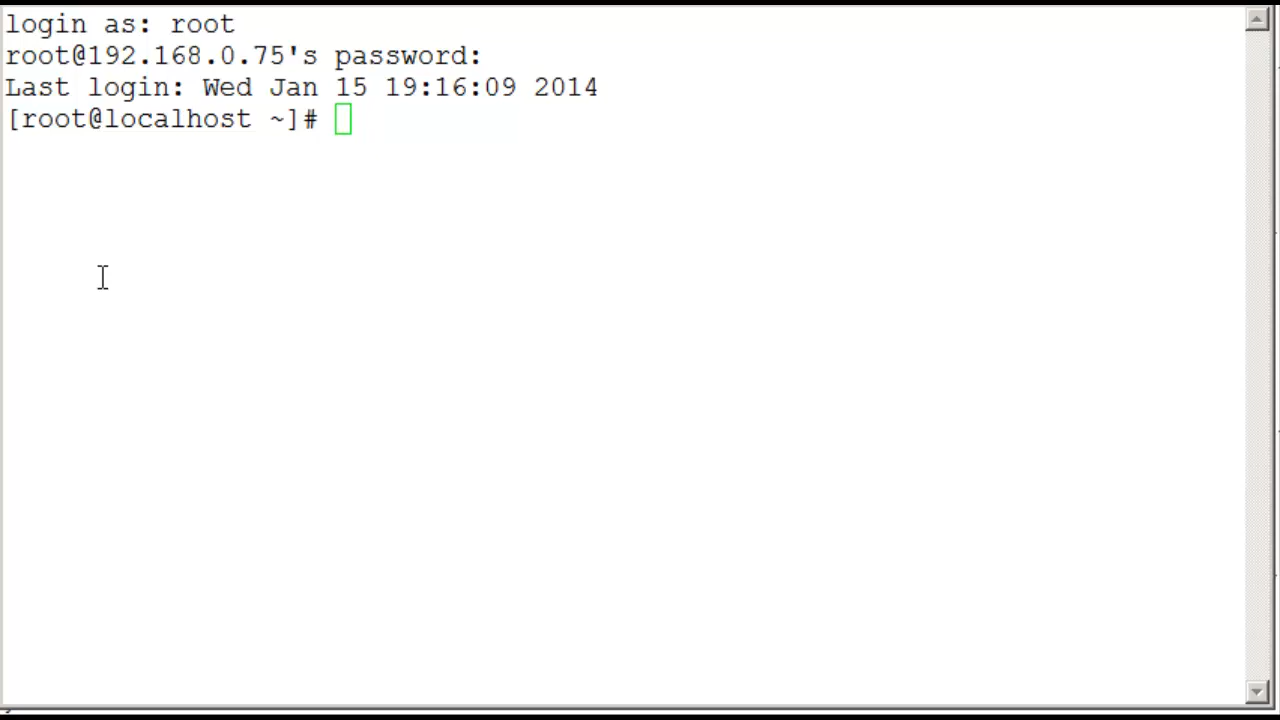 login as: root
root@192.168.0.75's password:
Last login: Wed Jan 15 19:16:09 2014
[root@localhost ~]#